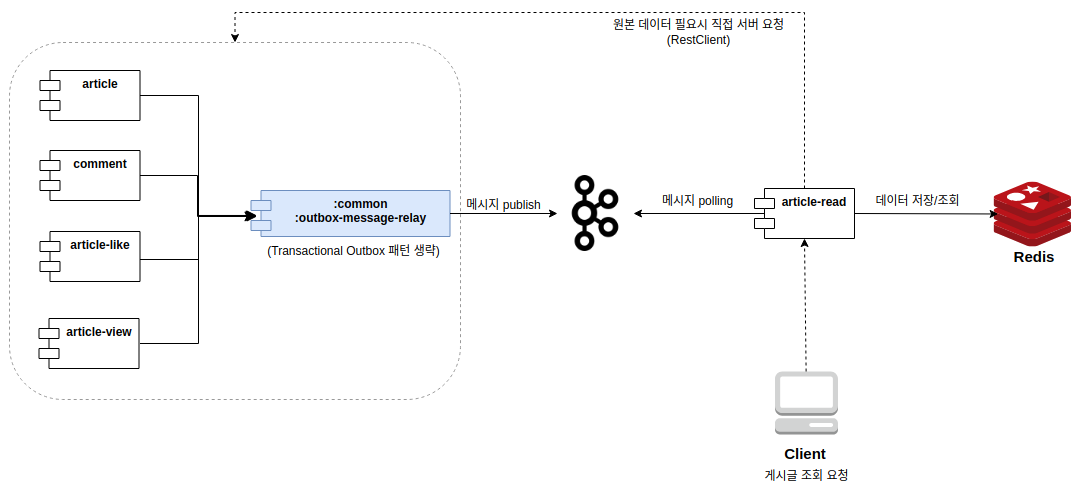 원본 데이터 필요시 직접 서버 요청
(RestClient)
article
comment
article-like
article-view
:common
:outbox-message-relay
(Transactional Outbox 패턴 생략)
메시지 publish
메시지 polling
article-read
데이터 저장/조회
Redis
Client
게시글 조회 요청